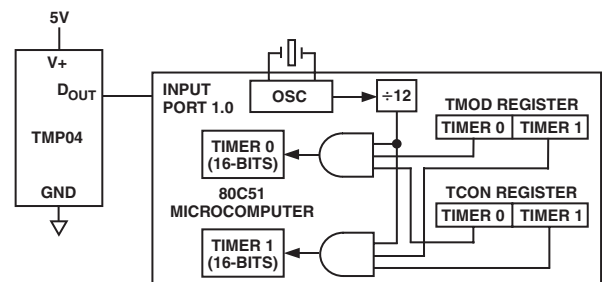 5V
V+
DOUT
TMP04
GND
INPUT
PORT 1.0
OSC
÷12
TIMER 0
(16-BITS)
80C51
MICROCOMPUTER
TIMER 1
(16-BITS)
TMOD REGISTER
TIMER 0 TIMER 1
TCON REGISTER
TIMER 0 TIMER 1